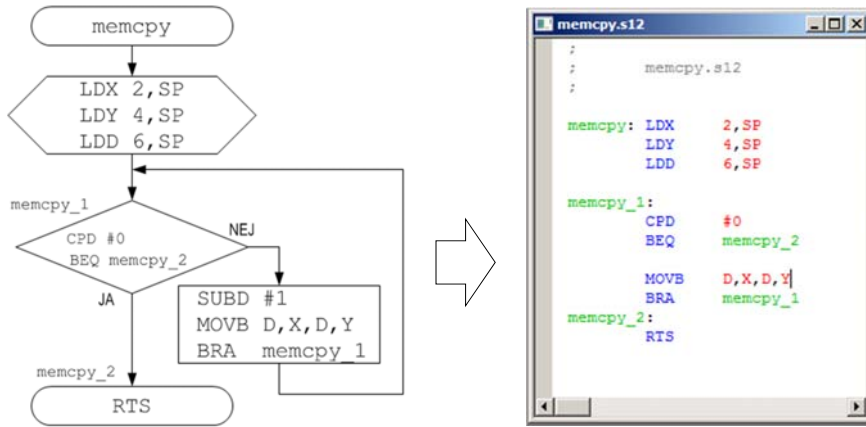 memcpy
LDX 2,SP
LDY 4,SP
LDD 6,SP
memcpy_1
CPD #0
BEQ memcpy_2
NEJ
JA
SUBD #1
MOVB D,X,D,Y
BRA memcpy_1
memcpy_2
RTS
memcpy.s12
;
; memcpy.s12
;
memcpy: LDX 2,SP
LDY 4,SP
LDD 6,SP
memcpy_1:
CPD #0
BEQ memcpy_2
MOVB D,X,D,Y
BRA memcpy_1
memcpy_2:
RTS